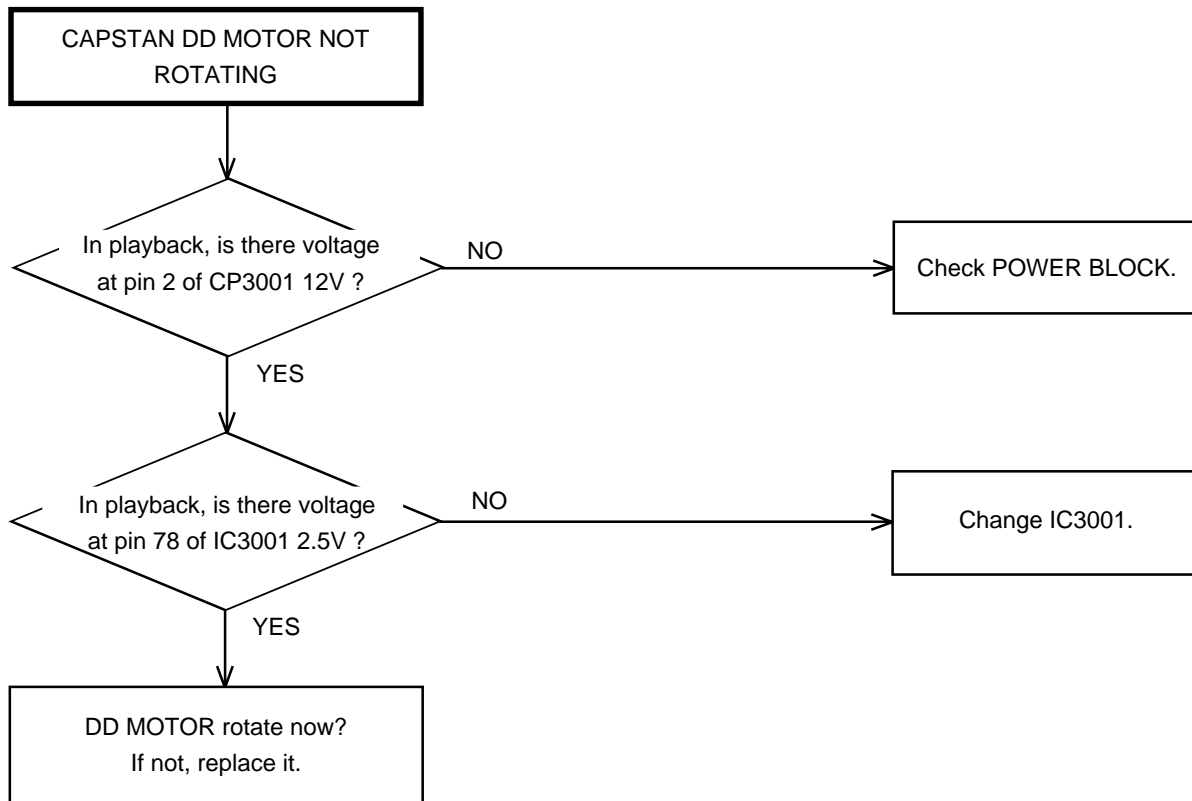 CAPSTAN DD MOTOR NOT
ROTATING
In playback, is there voltage
at pin 2 of CP3001 12V ?
NO
Check POWER BLOCK.
YES
In playback, is there voltage
at pin 78 of IC3001 2.5V ?
NO
Change IC3001.
YES
DD MOTOR rotate now?
If not, replace it.